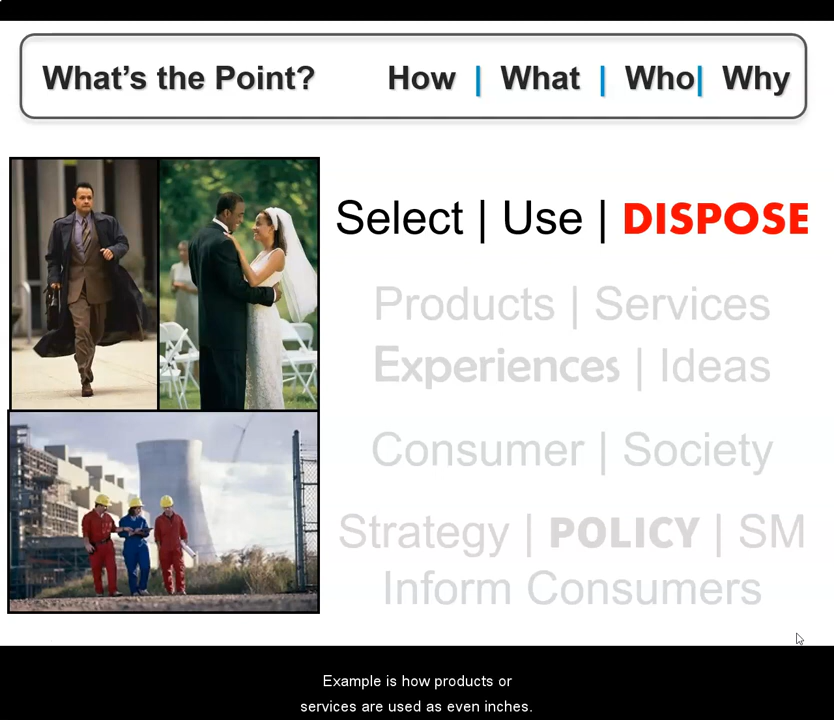 What’s the Point? How | What | Who| Why
Select | Use | DISPOSE
Products | Services
Experiences | Ideas
Consumer | Society
Strategy | POLICY | SM
Inform Consumers
Example is how products or
services are used as even inches.